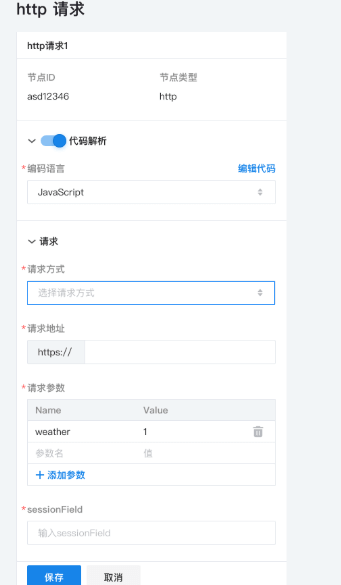 http 请求
http请求1
节点ID 节点类型
asd12346 http
代码解析
*编码语言 编辑代码
JavaScript
请求
*请求方式
选择请求方式
*请求地址
https://
*请求参数
Name Value
weather 1
参数名 值
+ 添加参数
*sessionField
输入sessionField
保存 取消